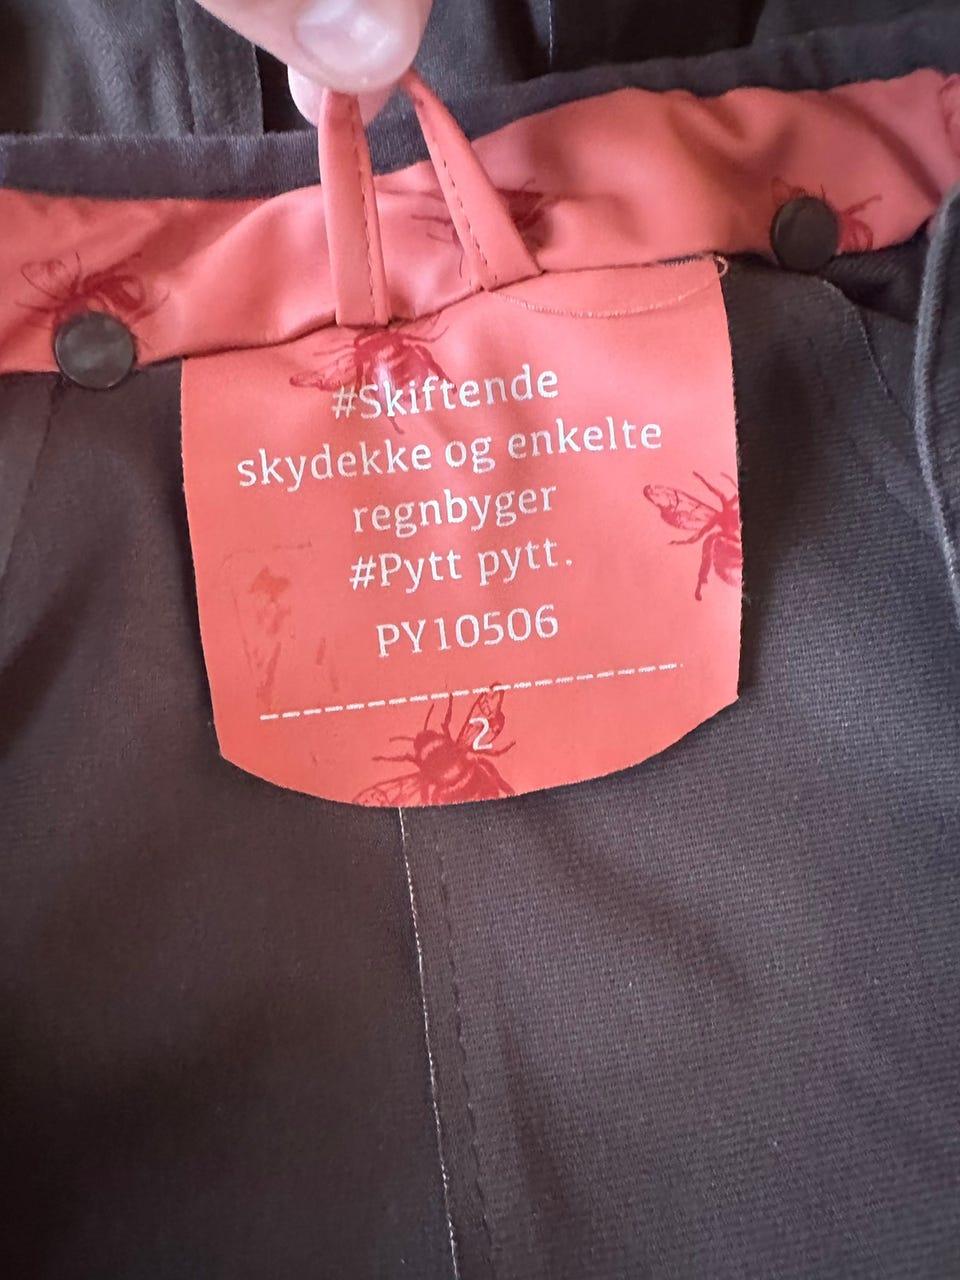 #Skiftende
skydekke og enkelte
regnbyger
#Pytt pytt.
PY10506
2